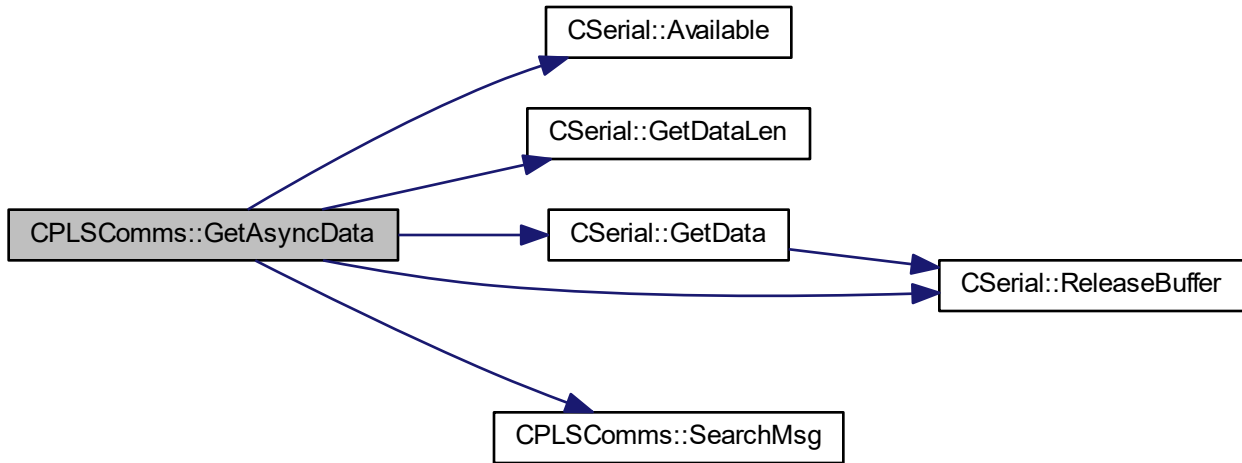 CSerial::Available
CSerial::GetDataLen
CPLSComms::GetAsyncData
CSerial::GetData
CSerial::ReleaseBuffer
CPLSComms::SearchMsg